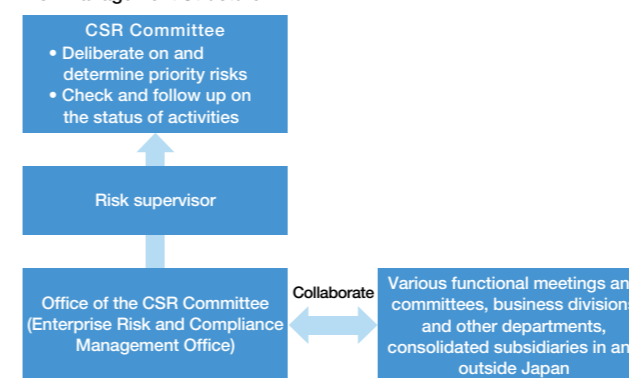 CSR Committee
• Deliberate on and
determine priority risks
• Check and follow up on
the status of activities
Risk supervisor
Office of the CSR Committee
(Enterprise Risk and Compliance
Management Office)
Collaborate
Various functional meetings an
committees, business division
and other departments,
consolidated subsidiaries in an
outside Japan